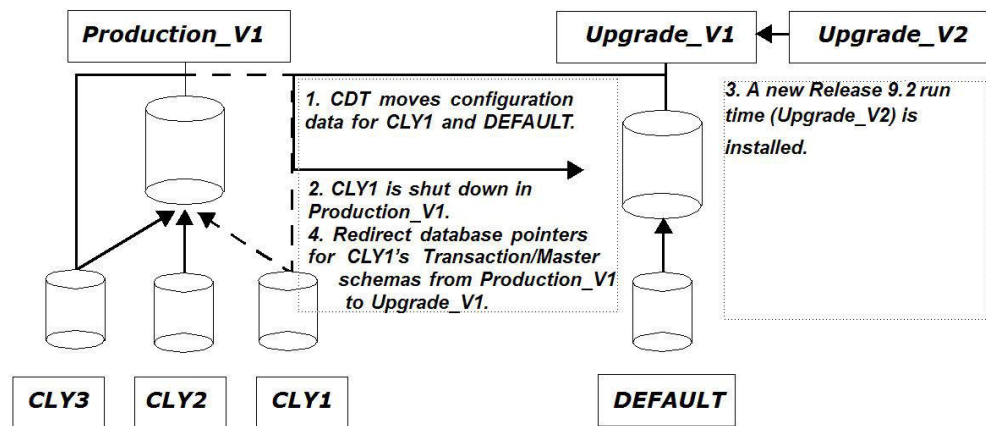 Production_V1
Upgrade_V1
Upgrade_V2
1. CDT moves configuration
data for CLY1 and DEFAULT.
2. CLY1 is shut down in
Production_V1.
4. Redirect database pointers
for CLY1's Transaction/Master
schemas from Production_V1
to Upgrade_V1.
3. A new Release 9.2 run
time (Upgrade_V2) is
installed.
CLY3
CLY2
CLY1
DEFAULT